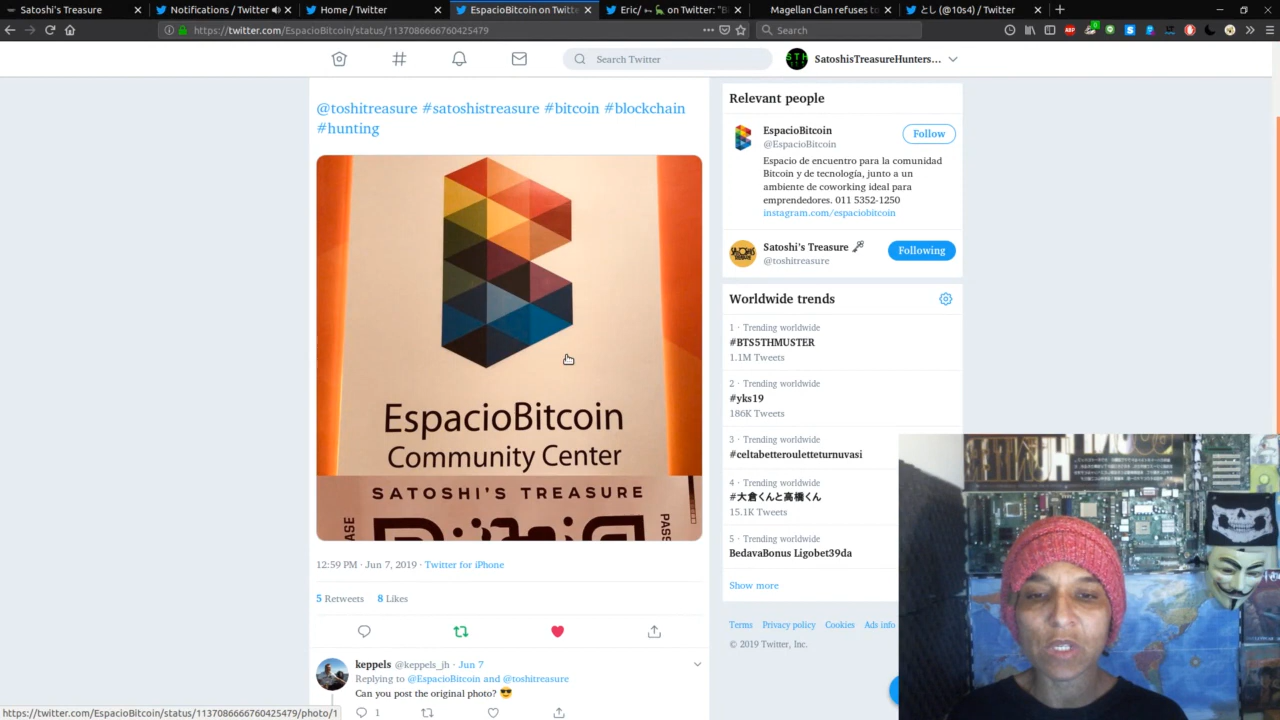 Satoshi's Treasure
Notifications / Twitter
Home / Twitter
EspacioBitcoin on Twitte
Eric/ on Twitter: "B
Magellan Clan refuses to
とし (@10s4) / Twitter
https://twitter.com/EspacioBitcoin/status/1137086666760425479
Search
Search Twitter
SatoshisTreasureHunters...
@toshitreasure #satoshistreasure #bitcoin #blockchain
#hunting
EspacioBitcoin
Community Center
SATOSHI'S TREASURE
PASE
PASS
12:59 PM · Jun 7, 2019 · Twitter for iPhone
5 Retweets 8 Likes
keppels @keppels_jh · Jun 7
Replying to @EspacioBitcoin and @toshitreasure
Can you post the original photo? 😎
1
https://twitter.com/EspacioBitcoin/status/1137086666760425479/photo/1
Relevant people
EspacioBitcoin
@EspacioBitcoin
Follow
Espacio de encuentro para la comunidad
Bitcoin y de tecnología, junto a un
ambiente de coworking ideal para
emprendedores. 011 5352-1250
instagram.com/espaciobitcoin
Satoshi's Treasure 🗝
@toshitreasure
Following
Worldwide trends
1 · Trending worldwide
#BTS5THMUSTER
1.1M Tweets
2 · Trending worldwide
#yks19
186K Tweets
3 · Trending worldwide
#celtabetterouletteturnuvasi
4 · Trending worldwide
#大倉くんと高橋くん
15.1K Tweets
5 · Trending worldwide
BedavaBonus Ligobet39da
Show more
Terms Privacy policy Cookies Ads info
© 2019 Twitter, Inc.